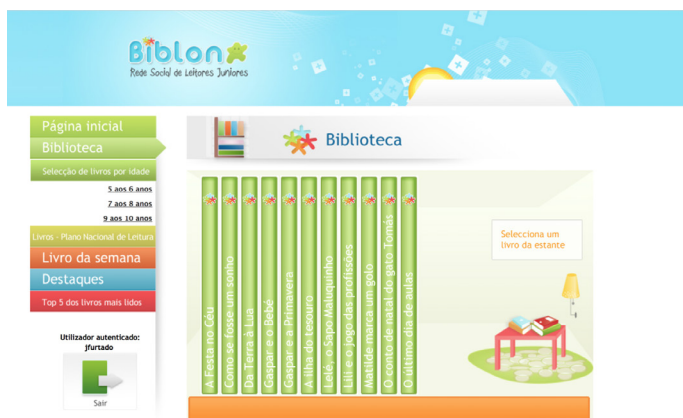 Biblon
Rede Social de Leitores Juniores
Página inicial
Biblioteca
Selecção de livros por idade
5 aos 6 anos
7 aos 8 anos
9 aos 10 anos
Livros - Plano Nacional de Leitura
Livro da semana
Destaques
Top 5 dos livros mais lidos
Utilizador autenticado:
jfurtado
Sair
Biblioteca
A Festa no Céu
Como se fosse um sonho
Da Terra à Lua
Gaspar e o Bebé
Gaspar e a Primavera
A ilha do tesouro
Lelé, o Sapo Maluquinho
Lili e o jogo das profissões
Matilde marca um golo
O conto de natal do gato Tomás
O último dia de aulas
Selecciona um
livro da estante